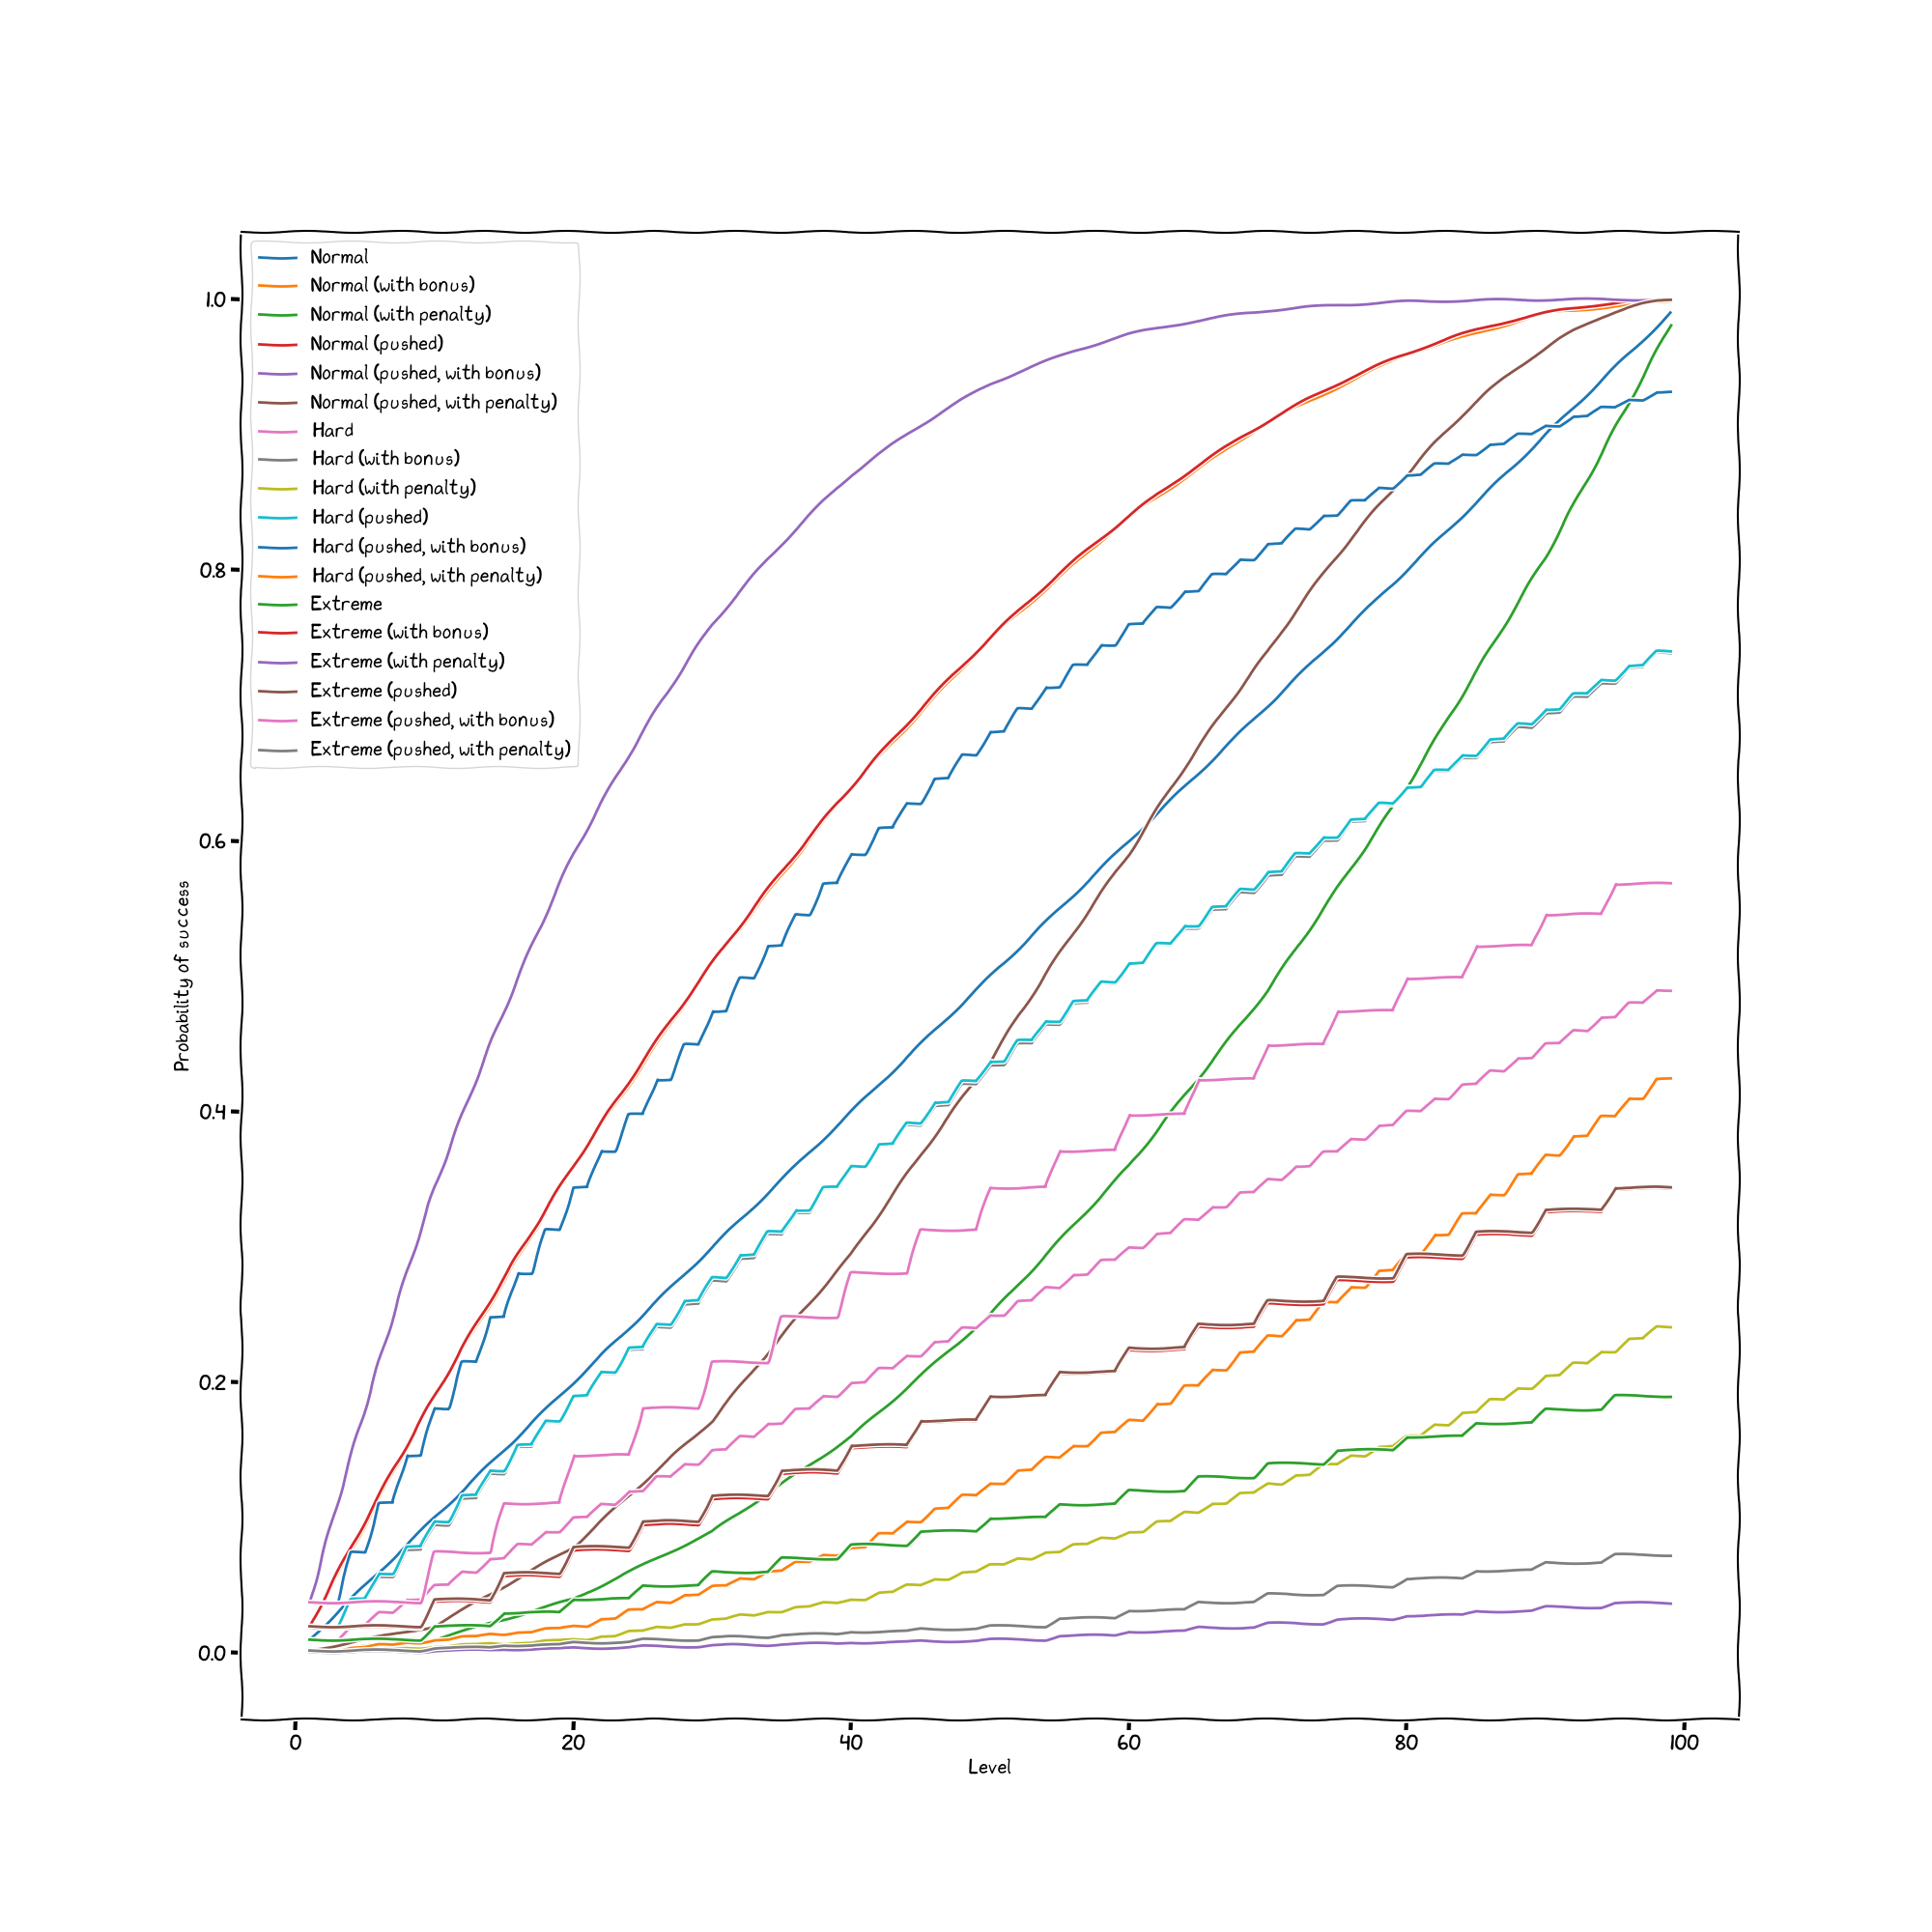 Normal
Normal (with bonus)
Normal (with penalty)
Normal (pushed)
Normal (pushed, with bonus)
Normal (pushed, with penalty)
Hard
Hard (with bonus)
Hard (with penalty)
Hard (pushed)
Hard (pushed, with bonus)
Hard (pushed, with penalty)
Extreme
Extreme (with bonus)
Extreme (with penalty)
Extreme (pushed)
Extreme (pushed, with bonus)
Extreme (pushed, with penalty)
1.0
0.8
0.6
0.4
0.2
0.0
Probability of success
0 20 40 60 80 100
Level